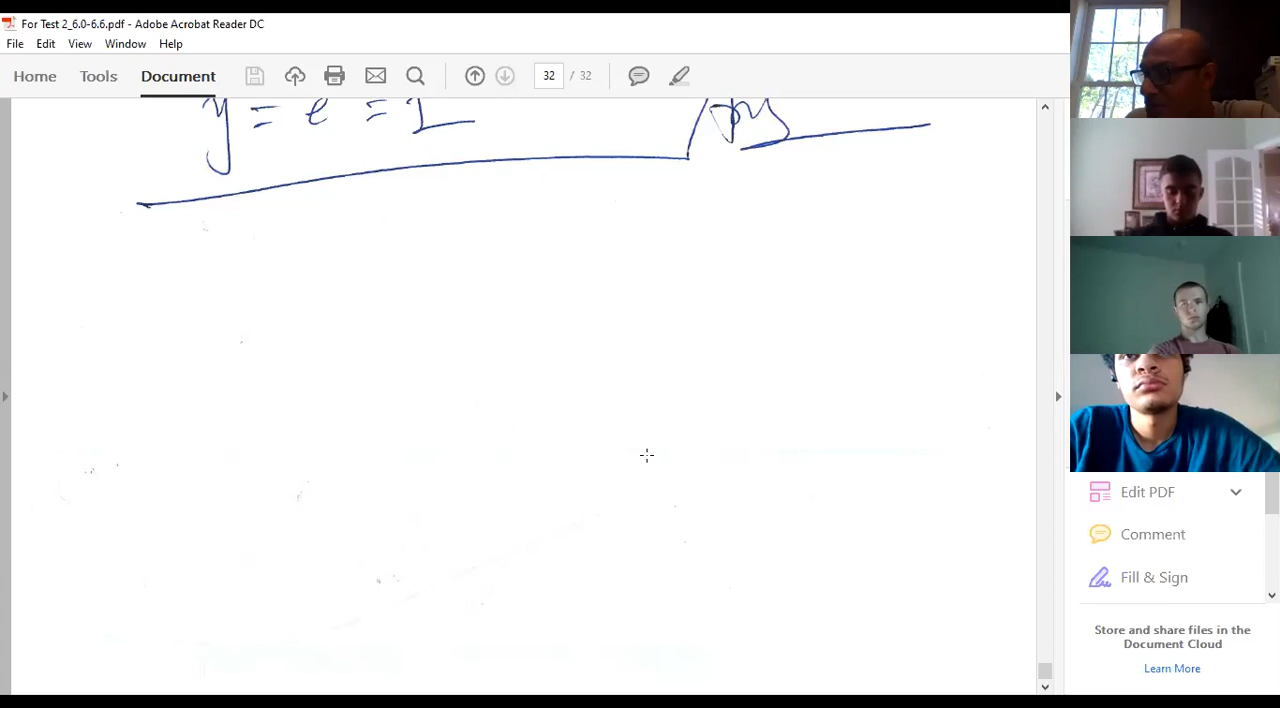 For Test 2_6.0-6.6.pdf - Adobe Acrobat Reader DC
File Edit View Window Help
Home Tools Document 32 / 32
y = e = 1
Edit PDF
Comment
Fill & Sign
Store and share files in the
Document Cloud
Learn More